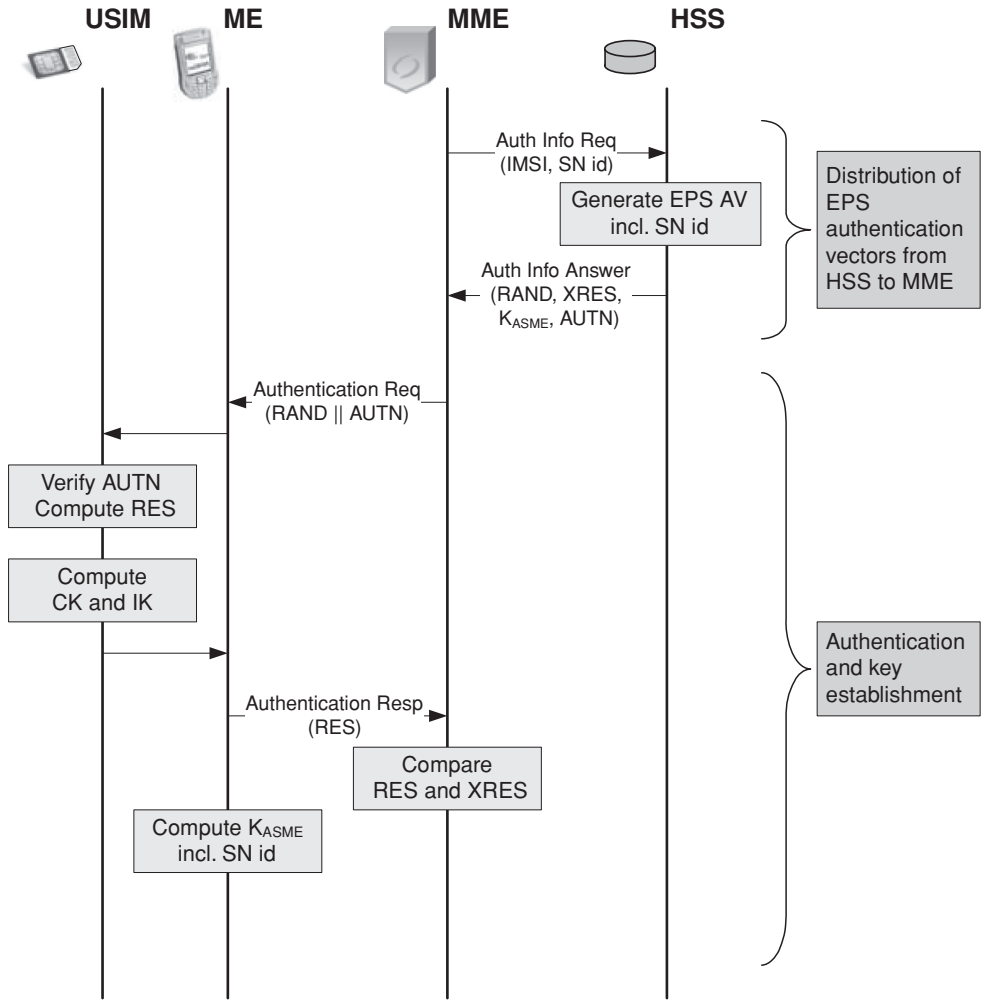 USIM
ME
MME
HSS
Auth Info Req
(IMSI, SN id)
Generate EPS AV
incl. SN id
Distribution of
EPS
authentication
vectors from
HSS to MME
Auth Info Answer
(RAND, XRES,
K_ASME, AUTN)
Authentication Req
(RAND || AUTN)
Verify AUTN
Compute RES
Compute
CK and IK
Authentication
and key
establishment
Authentication Resp
(RES)
Compare
RES and XRES
Compute K_ASME
incl. SN id